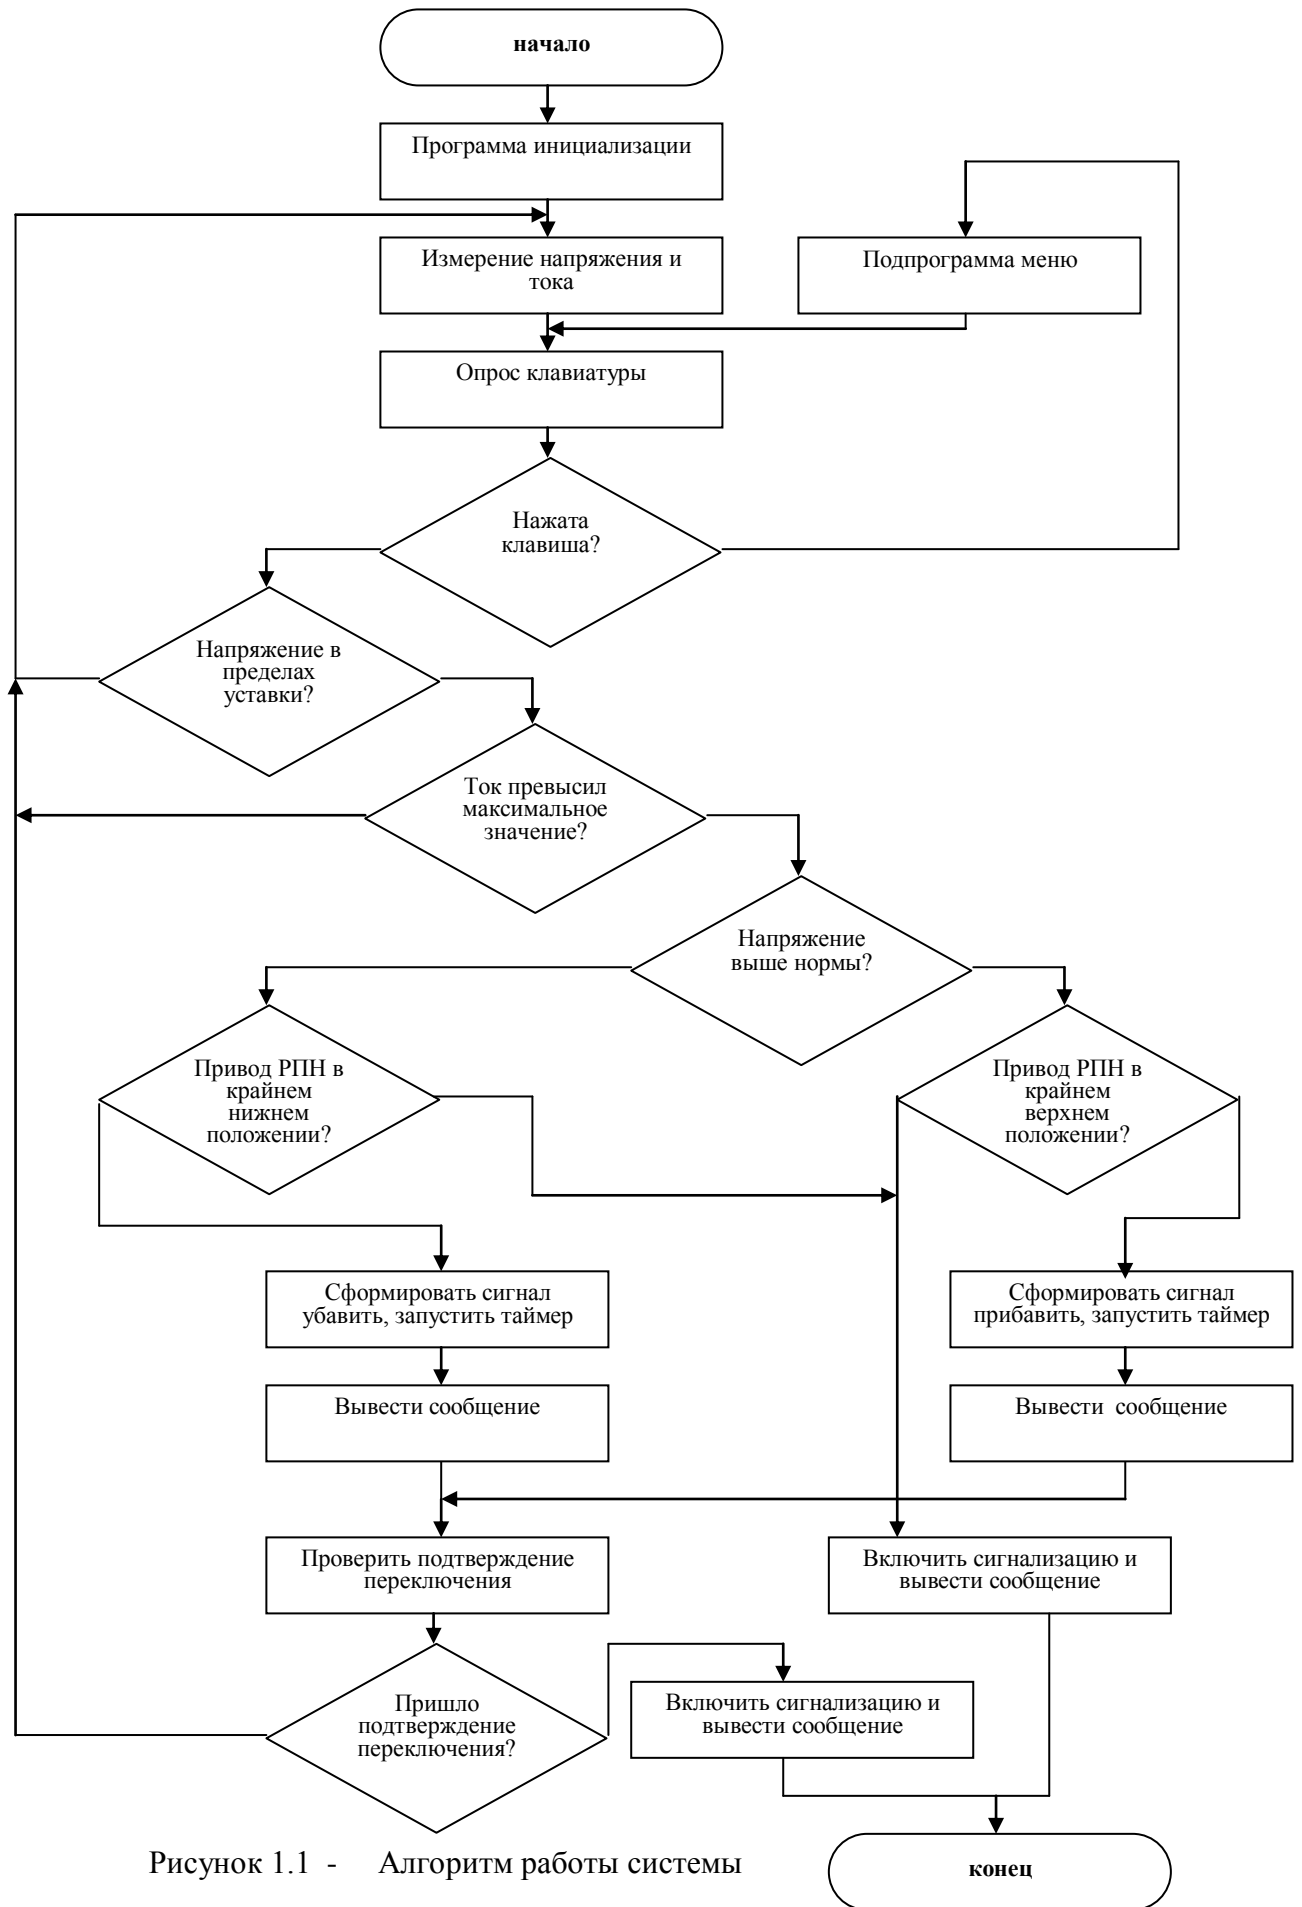 начало
Программа инициализации
Измерение напряжения и
тока
Подпрограмма меню
Опрос клавиатуры
Нажата
клавиша?
Напряжение в
пределах
уставки?
Ток превысил
максимальное
значение?
Напряжение
выше нормы?
Привод РПН в
крайнем
нижнем
положении?
Привод РПН в
крайнем
верхнем
положении?
Сформировать сигнал
убавить, запустить таймер
Сформировать сигнал
прибавить, запустить таймер
Вывести сообщение
Вывести сообщение
Проверить подтверждение
переключения
Включить сигнализацию и
вывести сообщение
Пришло
подтверждение
переключения?
Включить сигнализацию и
вывести сообщение
Рисунок 1.1 - Алгоритм работы системы
конец